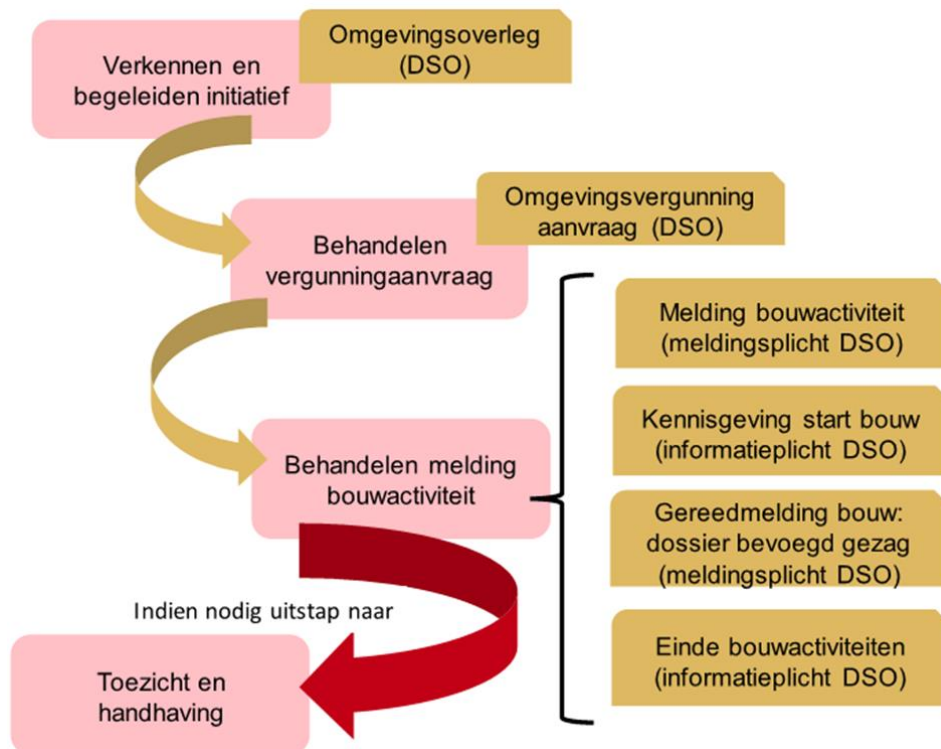 Omgevingsoverleg
(DSO)
Verkennen en
begeleiden initiatief
Omgevingsvergunning
aanvraag (DSO)
Behandelen
vergunningaanvraag
Melding bouwactiviteit
(meldingsplicht DSO)
Kennisgeving start bouw
(informatieplicht DSO)
Behandelen melding
bouwactiviteit
Gereedmelding bouw:
dossier bevoegd gezag
(meldingsplicht DSO)
Einde bouwactiviteiten
(informatieplicht DSO)
Indien nodig uitstap naar
Toezicht en
handhaving